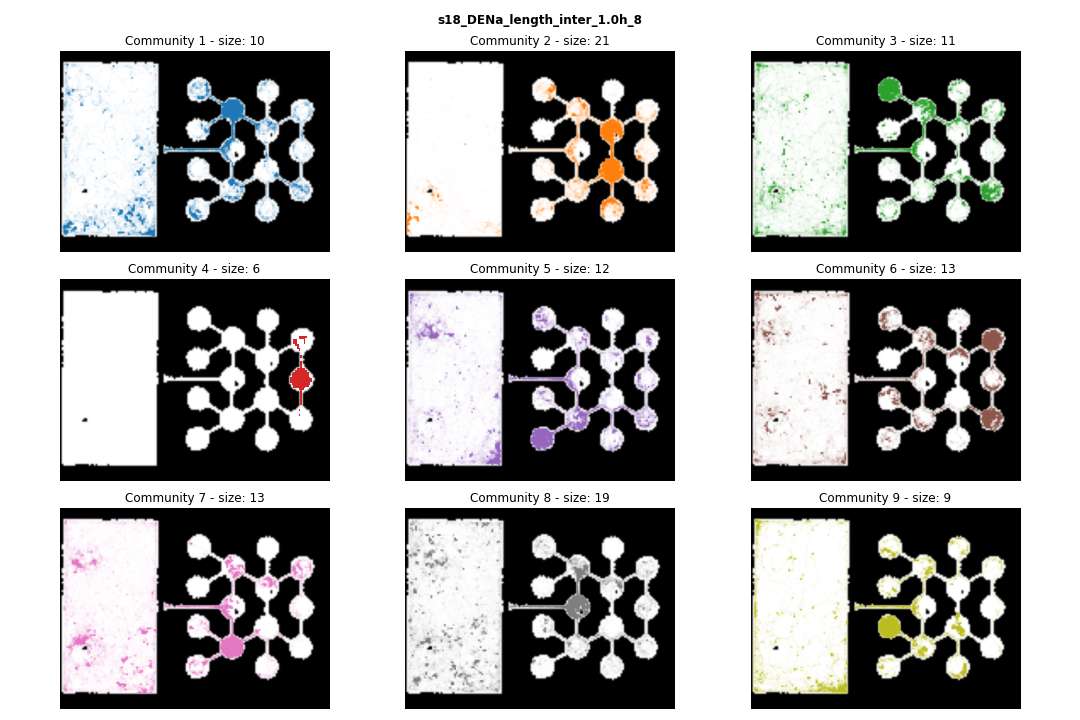 s18_DENa_length_inter_1.0h_8
Community 1 - size: 10
Community 2 - size: 21
Community 3 - size: 11
Community 4 - size: 6
Community 5 - size: 12
Community 6 - size: 13
Community 7 - size: 13
Community 8 - size: 19
Community 9 - size: 9